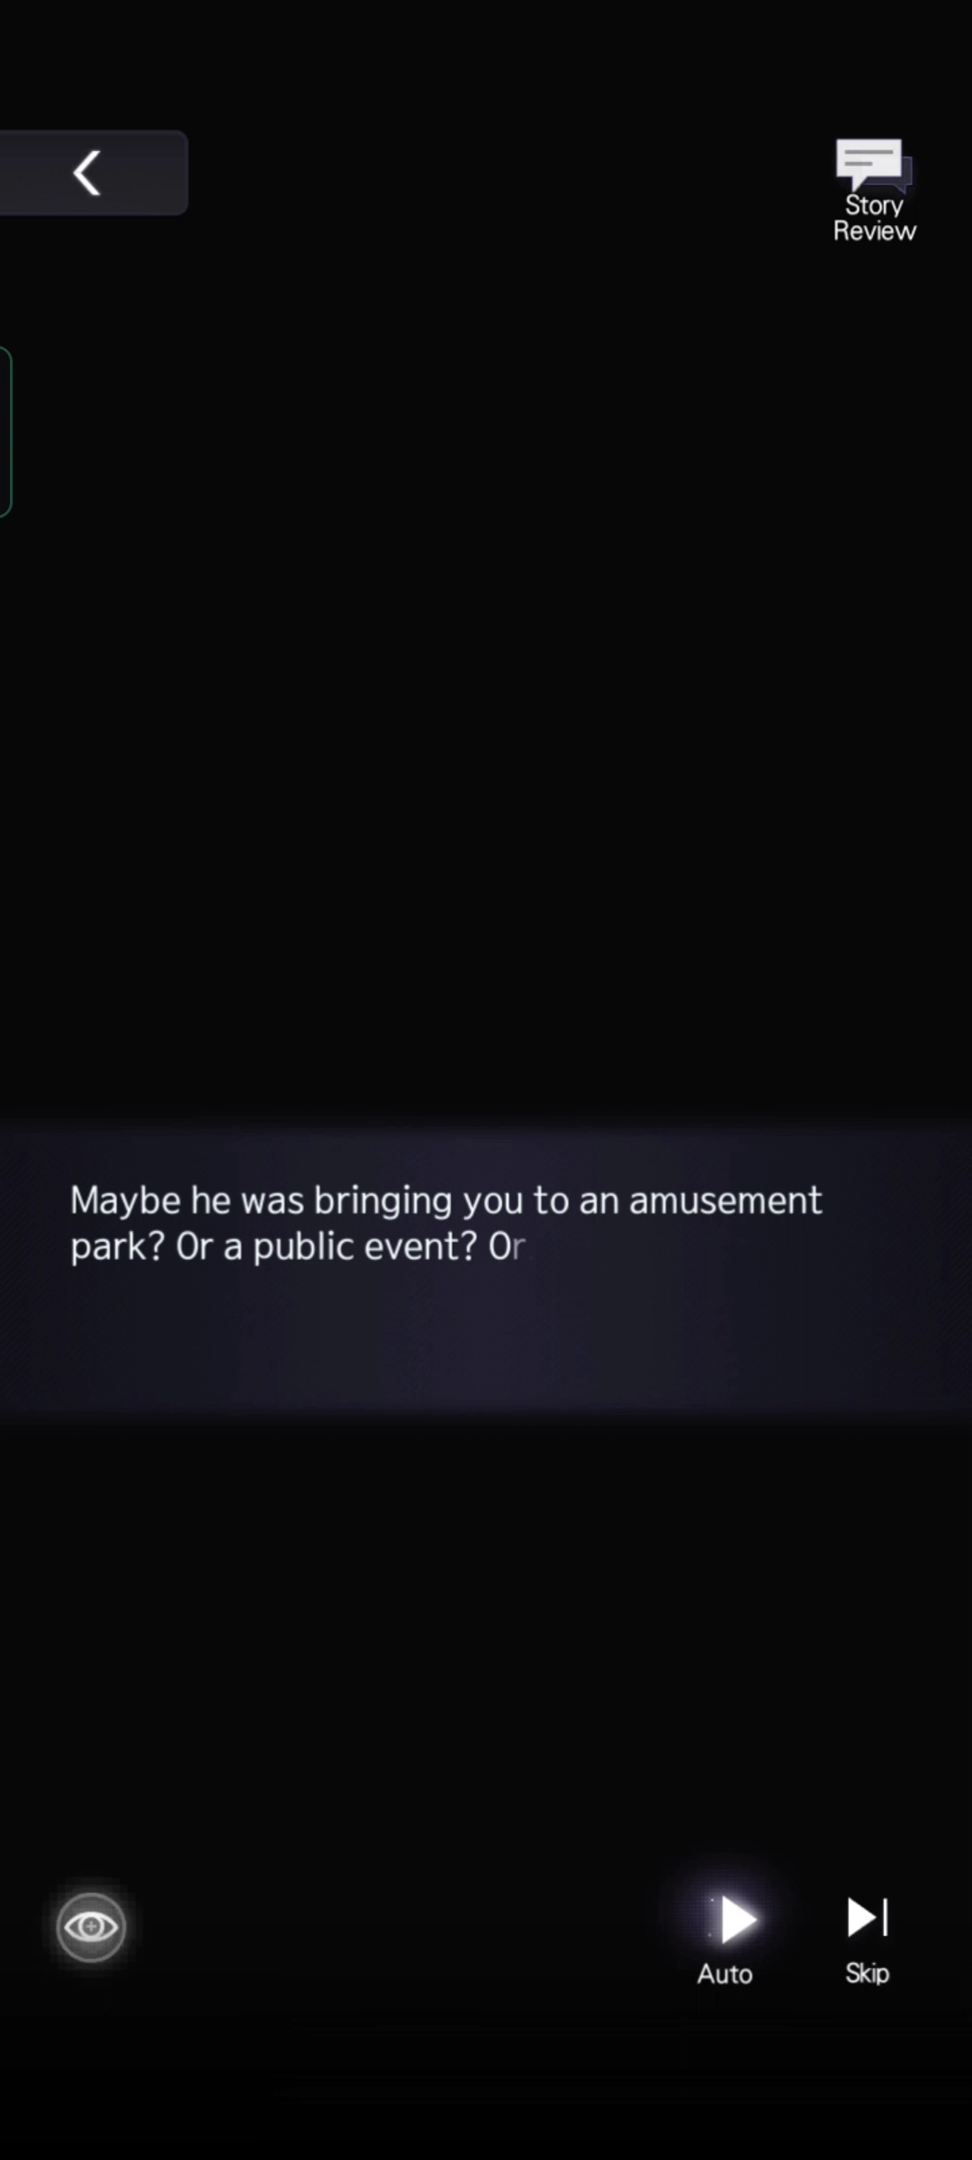 Story
Review
Maybe he was bringing you to an amusement
park? Or a public event? Or
Auto
Skip